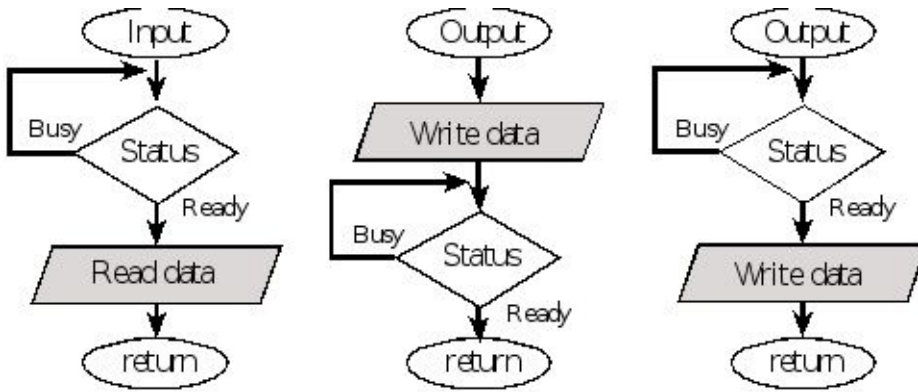 Input
Busy
Status
Ready
Read data
return
Output
Write data
Busy
Status
Ready
return
Output
Busy
Status
Ready
Write data
return